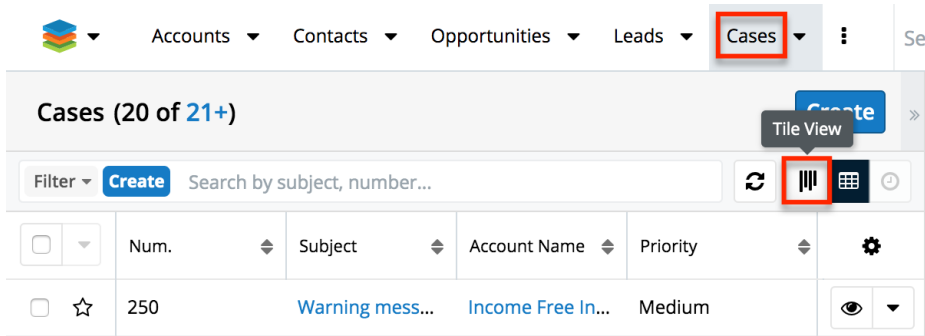 Accounts Contacts Opportunities Leads Cases Se
Cases (20 of 21+) Create
Tile View
Filter Create Search by subject, number...
Num. Subject Account Name Priority
250 Warning mess... Income Free In... Medium